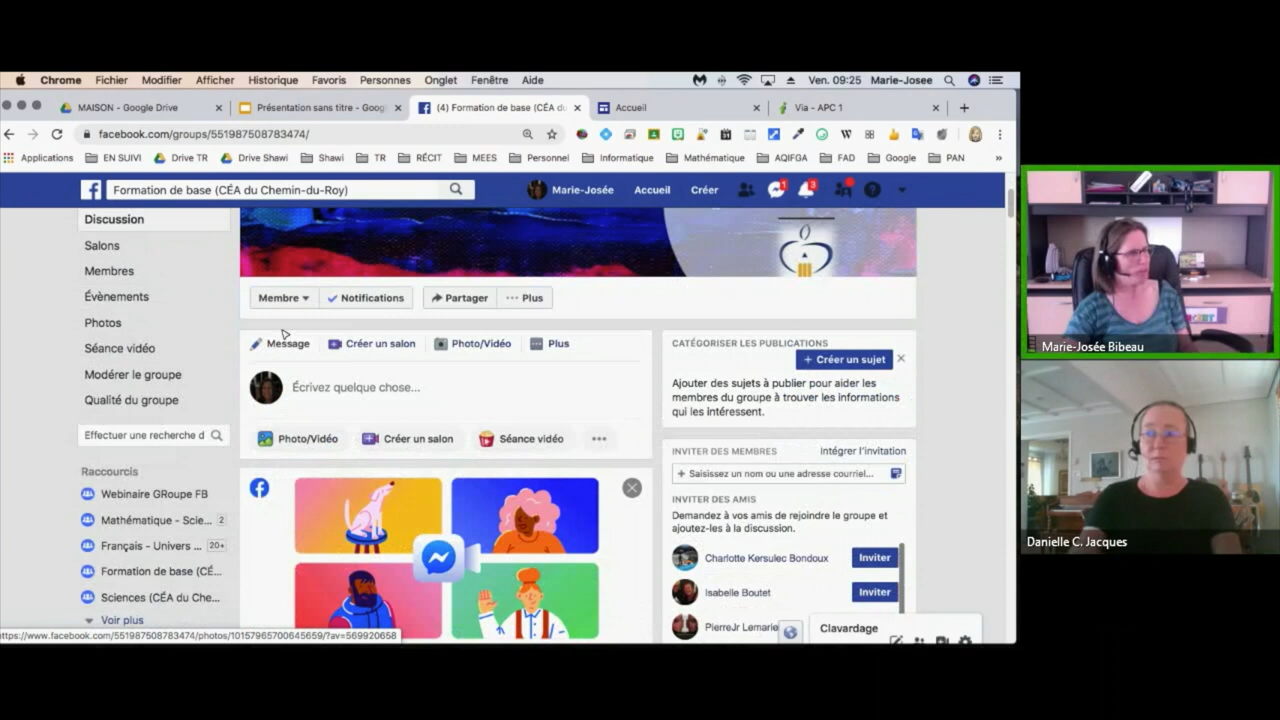 Chrome Fichier Modifier Afficher Historique Favoris Personnes Onglet Fenêtre Aide Ven. 09:25 Marie-Josee
MAISON - Google Drive Présentation sans titre - Goog (4) Formation de base (CÉA du Accueil Via - APC 1
facebook.com/groups/551987508783474/
Applications EN SUIVI Drive TR Drive Shawi Shawi TR RÉCIT MEES Personnel Informatique Mathématique AQIFGA FAD Google PAN »
Formation de base (CÉA du Chemin-du-Roy) Marie-Josée Accueil Créer 1 3
Discussion
Salons
Membres
Évènements
Photos
Séance vidéo
Modérer le groupe
Qualité du groupe
Effectuer une recherche d
Raccourcis
Webinaire GRoupe FB
Mathématique - Scie... 2
Français - Univers ... 20+
Formation de base (CÉ...
Sciences (CÉA du Che...
Voir plus
https://www.facebook.com/551987508783474/photos/10157965700645659/?av=569920658
Membre Notifications Partager Plus
Message Créer un salon Photo/Vidéo Plus
Écrivez quelque chose...
Photo/Vidéo Créer un salon Séance vidéo
CATÉGORISER LES PUBLICATIONS
+ Créer un sujet
Ajouter des sujets à publier pour aider les
membres du groupe à trouver les informations
qui les intéressent.
INVITER DES MEMBRES Intégrer l'invitation
+ Saisissez un nom ou une adresse courriel...
INVITER DES AMIS
Demandez à vos amis de rejoindre le groupe et
ajoutez-les à la discussion.
Charlotte Kersulec Bondoux Inviter
Isabelle Boutet Inviter
PierreJr Lemarie
Clavardage
Marie-Josée Bibeau
Danielle C. Jacques